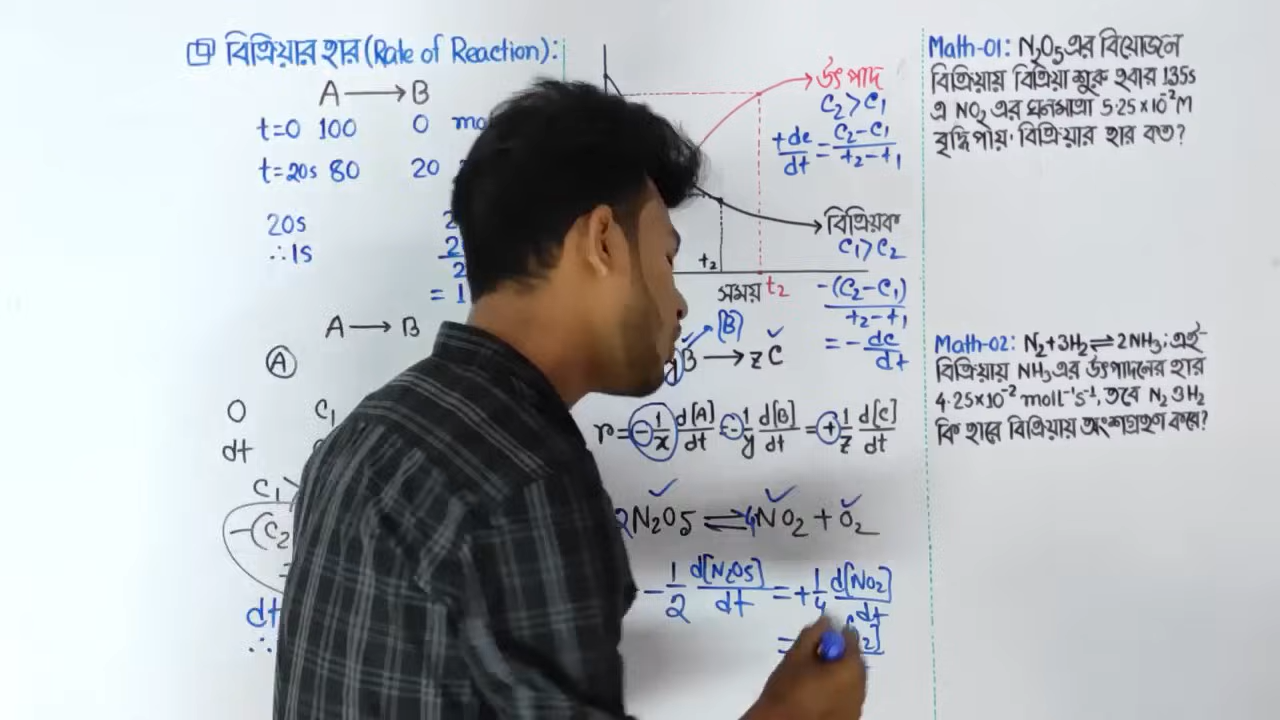 বিক্রিয়ার হার (Rate of Reaction):
A → B
t=0 100 0
t=20s 80 20
20s
∴1s
= 1
A → B
A
0 C₁
dt
C₁>
-(C₂
dt
∴
উৎপাদ
C₂>C₁
+dc/dt = C₂-C₁/t₂-t₁
বিক্রিয়ক
C₁>C₂
t₂
সময় t₂
-(C₂-C₁)/t₂-t₁
= -dc/dt
[B]
B → zC
r = -1/x d[A]/dt = -1/y d[B]/dt = +1/z d[C]/dt
2N₂O₅ ⇌ 4NO₂ + O₂
-1/2 d[N₂O₅]/dt = +1/4 d[NO₂]/dt
=
Math-01: N₂O₅ এর বিযোজন
বিক্রিয়ায় বিক্রিয়া শুরু হবার 135s
এ NO₂ এর ঘনমাত্রা 5.25×10⁻²M
বৃদ্ধি পায়. বিক্রিয়ার হার কত?
Math-02: N₂+3H₂⇌2NH₃; এই
বিক্রিয়ায় NH₃ এর উৎপাদনের হার
4.25×10⁻² molL⁻¹s⁻¹, তবে N₂ ও H₂
কি হারে বিক্রিয়ায় অংশগ্রহণ করে?